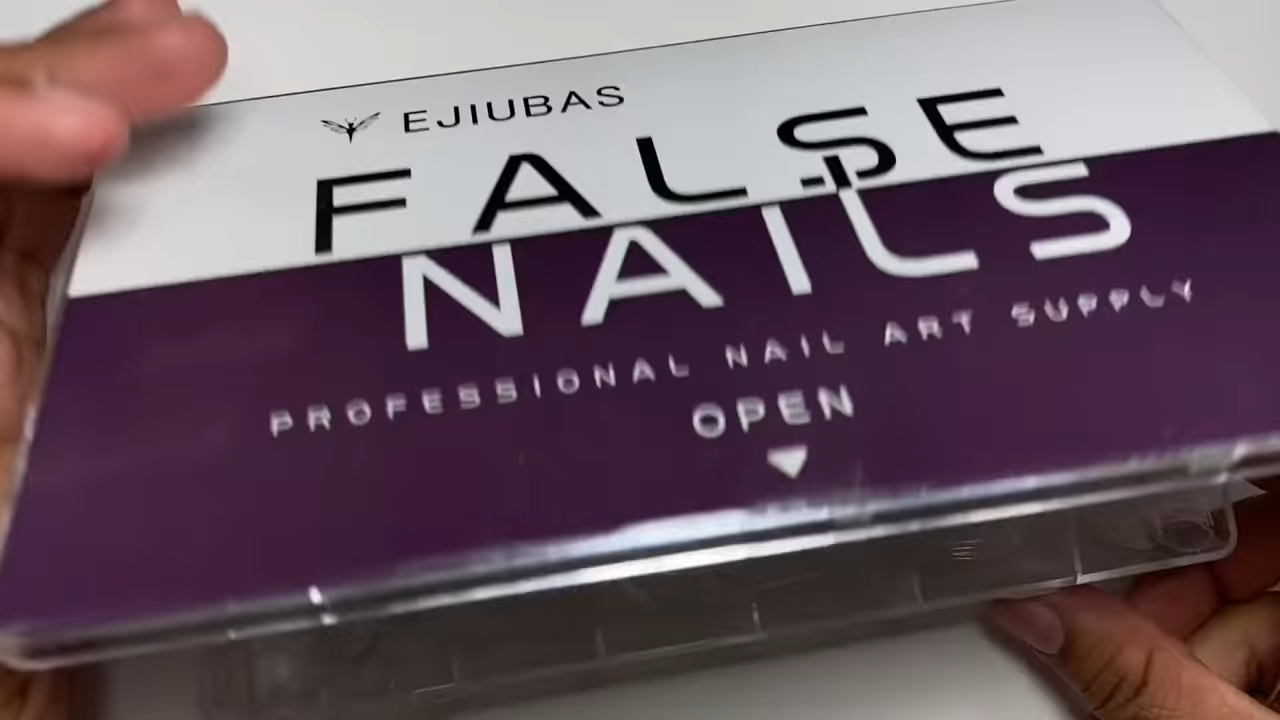 EJIUBAS
FALSE
NAILS
PROFESSIONAL NAIL ART SUPPLY
OPEN